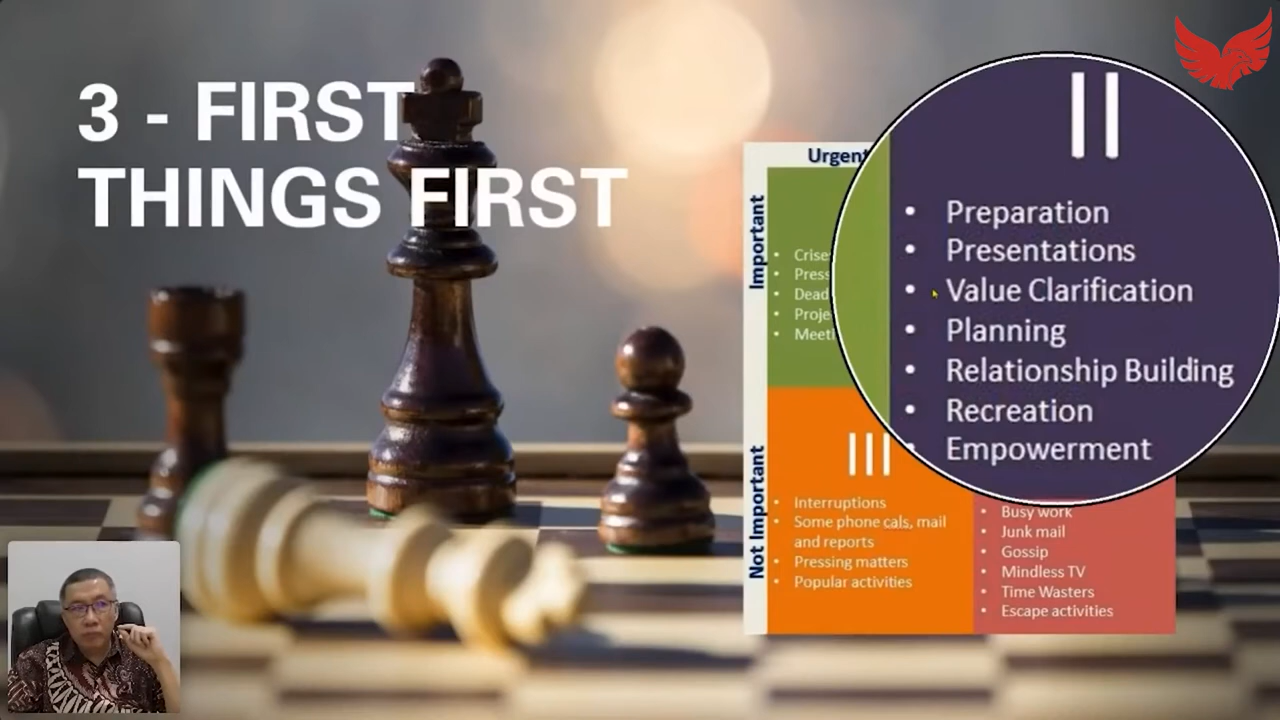 3 - FIRST
THINGS FIRST
Urgent
Important
II
• Preparation
• Presentations
• Value Clarification
• Planning
• Relationship Building
• Recreation
• Empowerment
Not Important
III
• Interruptions
• Some phone cals, mail
and reports
• Pressing matters
• Popular activities
• Busy work
• Junk mail
• Gossip
• Mindless TV
• Time Wasters
• Escape activities